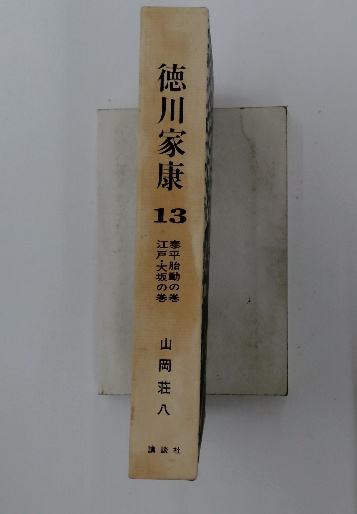 徳川家康
13
泰平胎動の巻
江戸・大坂の巻
山岡荘八
講談社